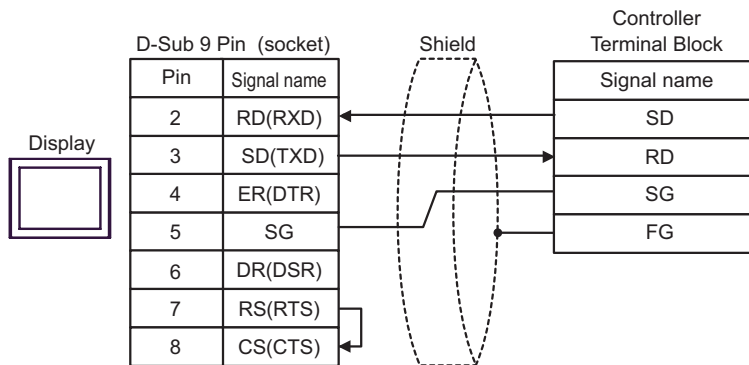 Controller
D-Sub 9 Pin (socket) Shield Terminal Block
Pin Signal name Signal name
2 RD(RXD) SD
Display
3 SD(TXD) RD
4 ER(DTR) SG
5 SG FG
6 DR(DSR)
7 RS(RTS)
8 CS(CTS)